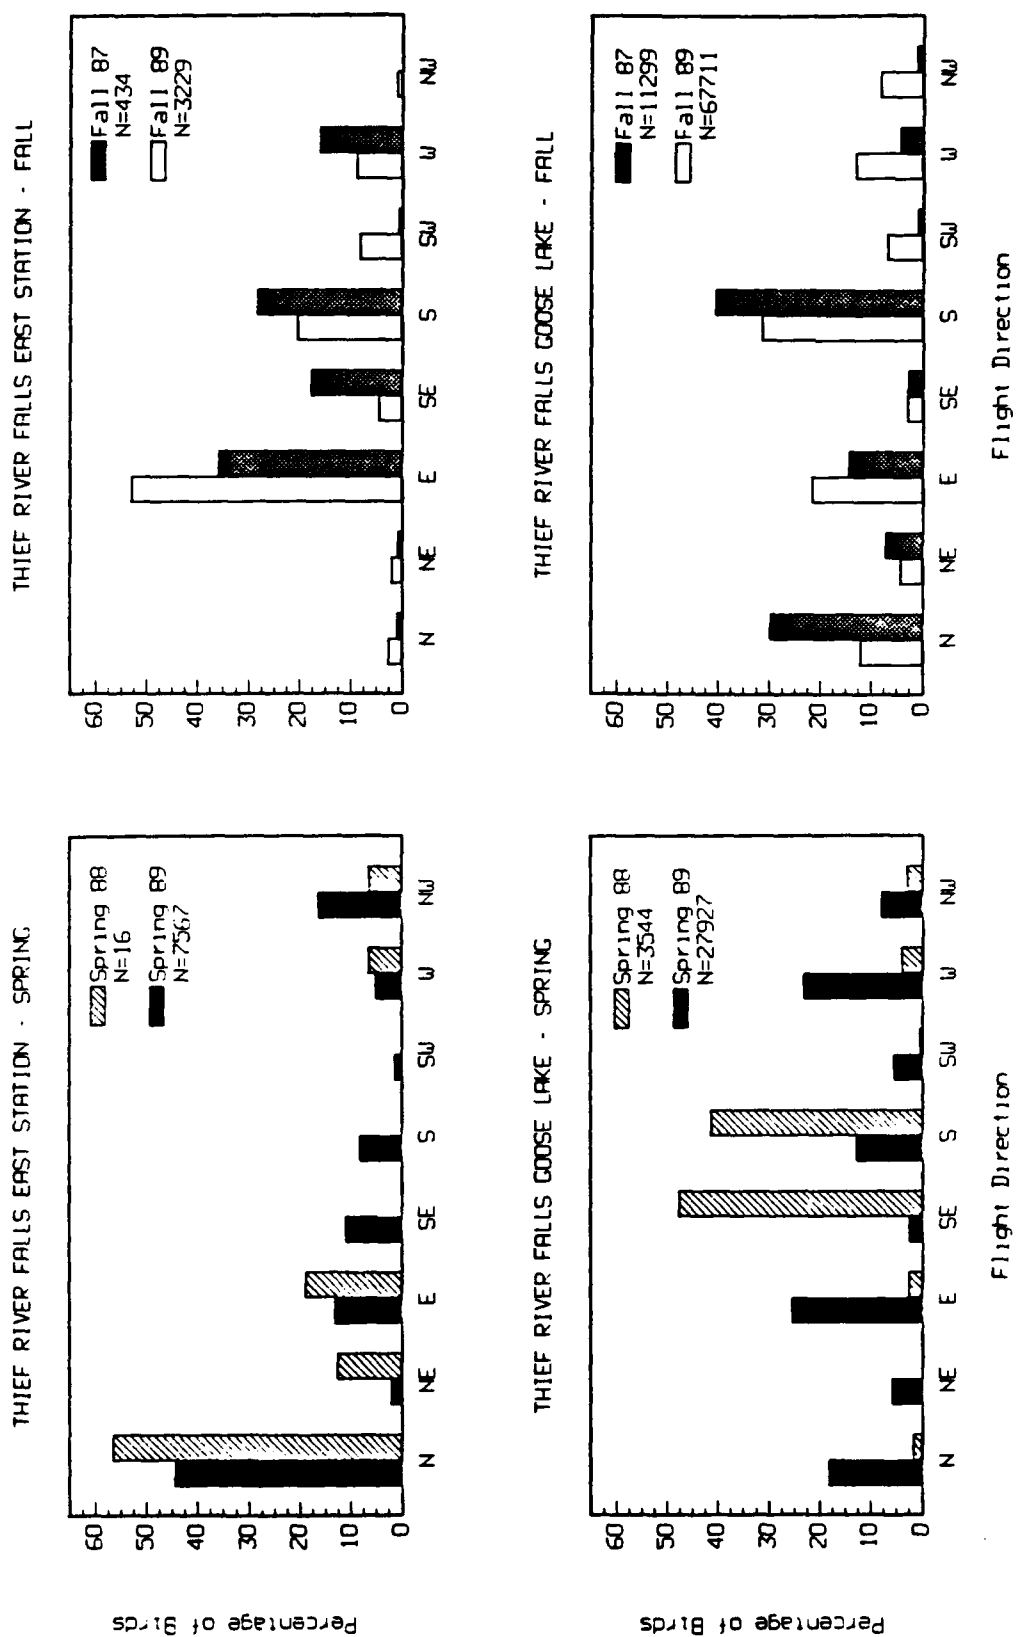 THIEF RIVER FALLS EAST STATION - SPRING
Percentage of Birds
60
50
40
30
20
10
0
Spring 88
N=16
Spring 89
N=7567
N NE E SE S SW W NW
THIEF RIVER FALLS EAST STATION - FALL
60
50
40
30
20
10
0
Fall 87
N=434
Fall 89
N=3229
N NE E SE S SW W NW
THIEF RIVER FALLS GOOSE LAKE - SPRING
Percentage of Birds
60
50
40
30
20
10
0
Spring 88
N=3544
Spring 89
N=27927
N NE E SE S SW W NW
Flight Direction
THIEF RIVER FALLS GOOSE LAKE - FALL
60
50
40
30
20
10
0
Fall 87
N=11299
Fall 89
N=67711
N NE E SE S SW W NW
Flight Direction